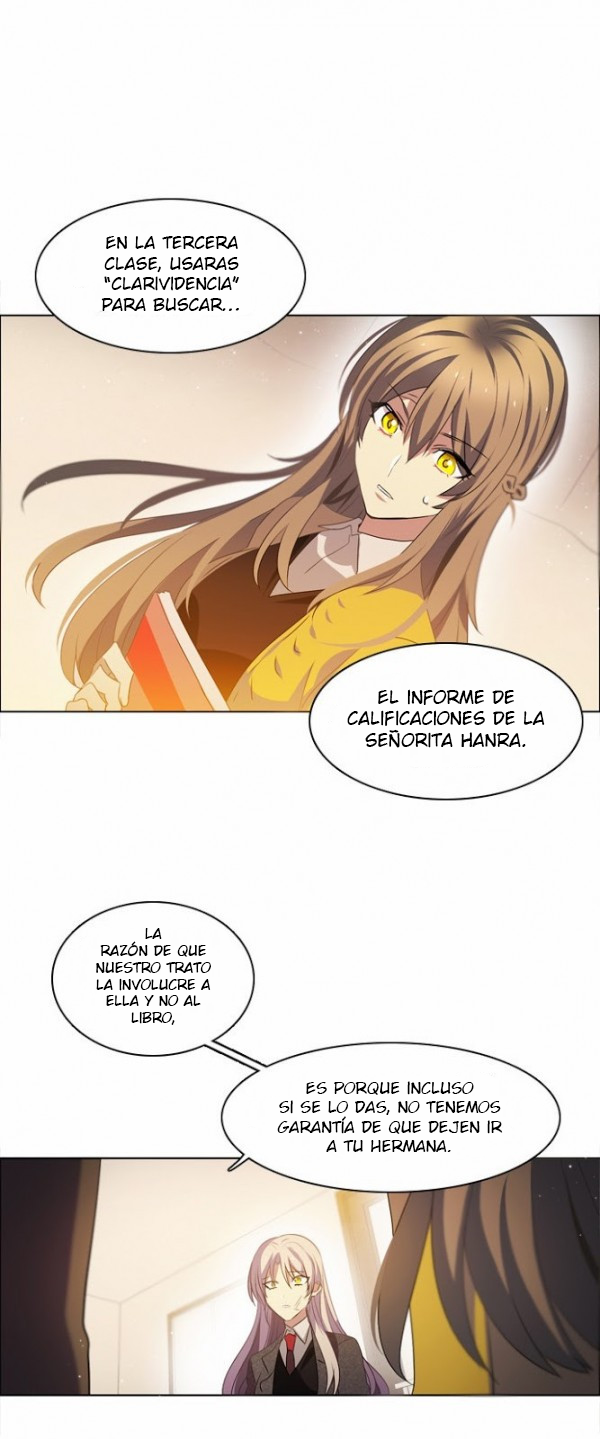 EN LA TERCERA
CLASE, USARAS
"CLARIVIDENCIA"
PARA BUSCAR...
EL INFORME DE
CALIFICACIONES DE LA
SEÑORITA HANRA.
LA
RAZÓN DE QUE
NUESTRO TRATO
LA INVOLUCRE A
ELLA Y NO AL
LIBRO,
ES PORQUE INCLUSO
SI SE LO DAS, NO TENEMOS
GARANTÍA DE QUE DEJEN IR
A TU HERMANA.